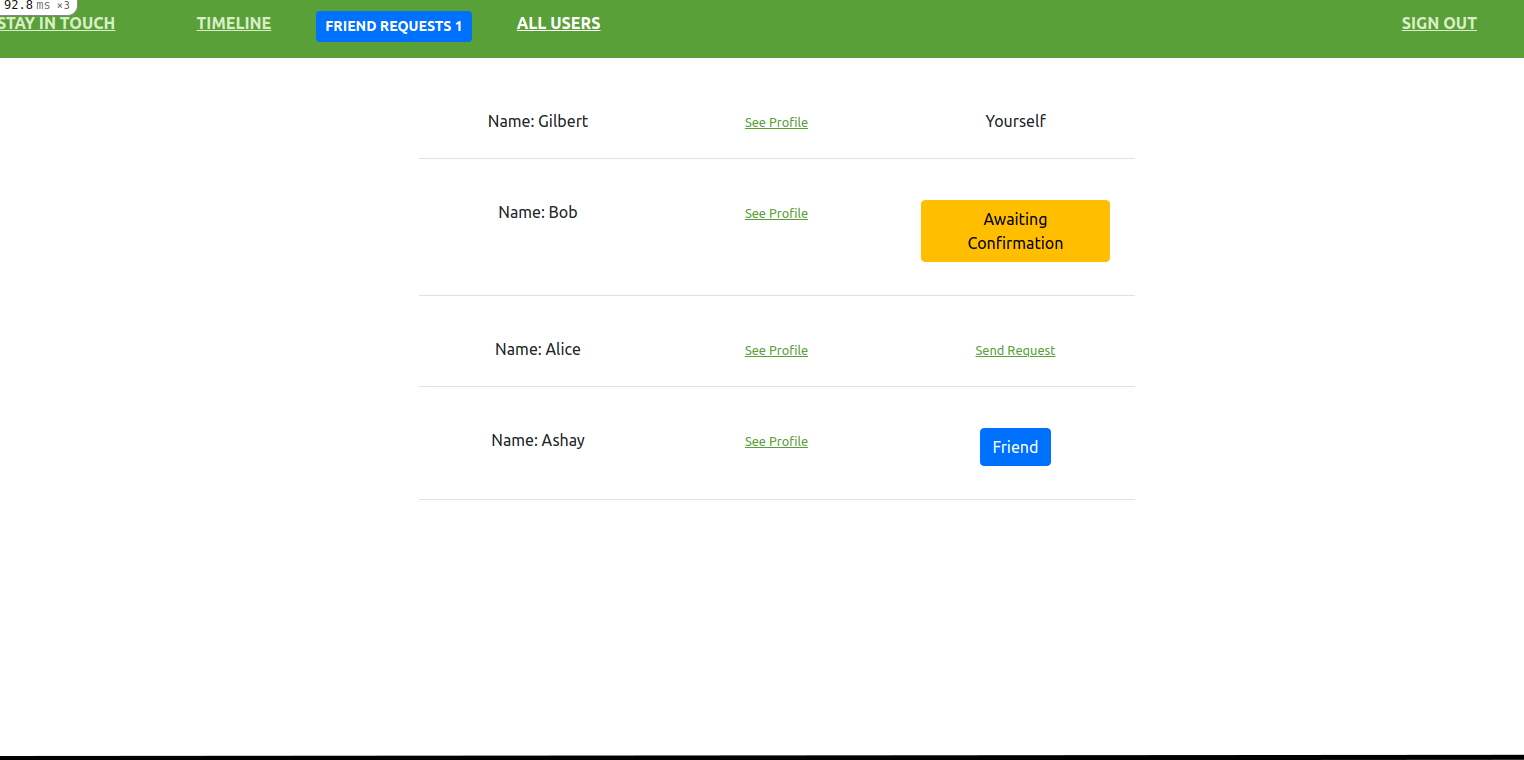 92.8 ms ×3
STAY IN TOUCH TIMELINE FRIEND REQUESTS 1 ALL USERS SIGN OUT
Name: Gilbert See Profile Yourself
Name: Bob See Profile Awaiting
Confirmation
Name: Alice See Profile Send Request
Name: Ashay See Profile Friend